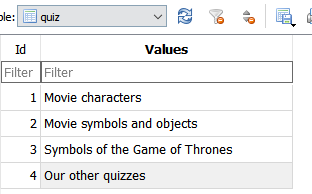 ble: quiz
Id Values
Filter Filter
1 Movie characters
2 Movie symbols and objects
3 Symbols of the Game of Thrones
4 Our other quizzes